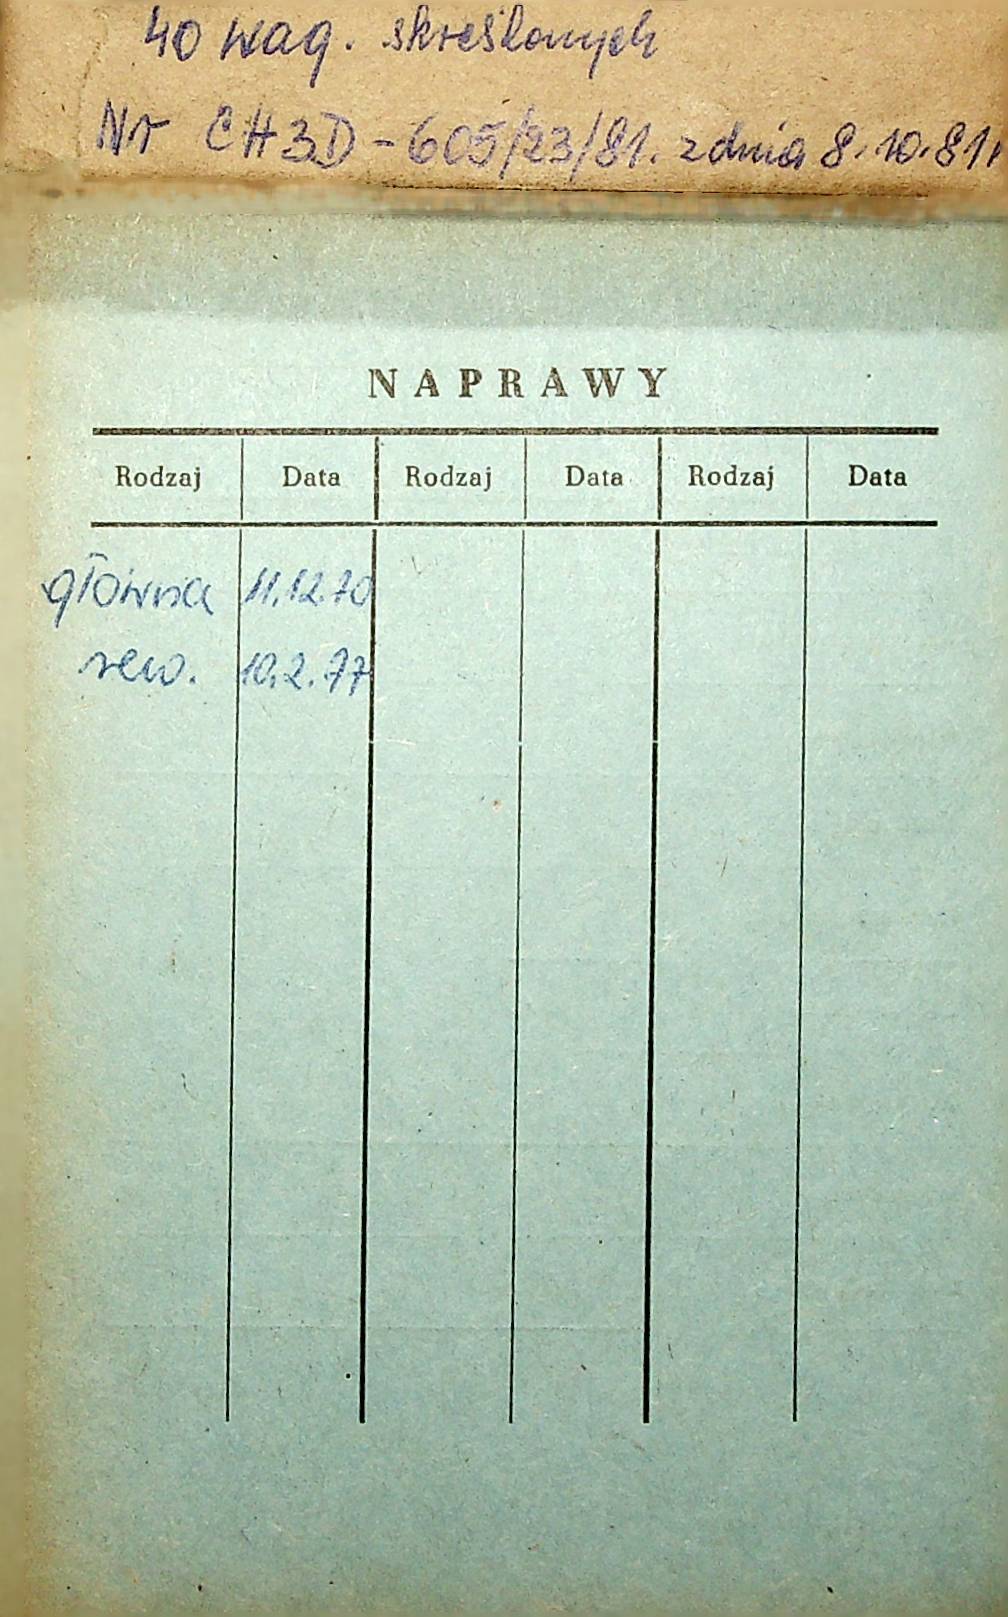 40 wag. skreślonych
Nr CH3D-605/23/81. z dnia 8.10.81r
NAPRAWY
Rodzaj Data Rodzaj Data Rodzaj Data
główna 11.12.70
rew. 10.2.77